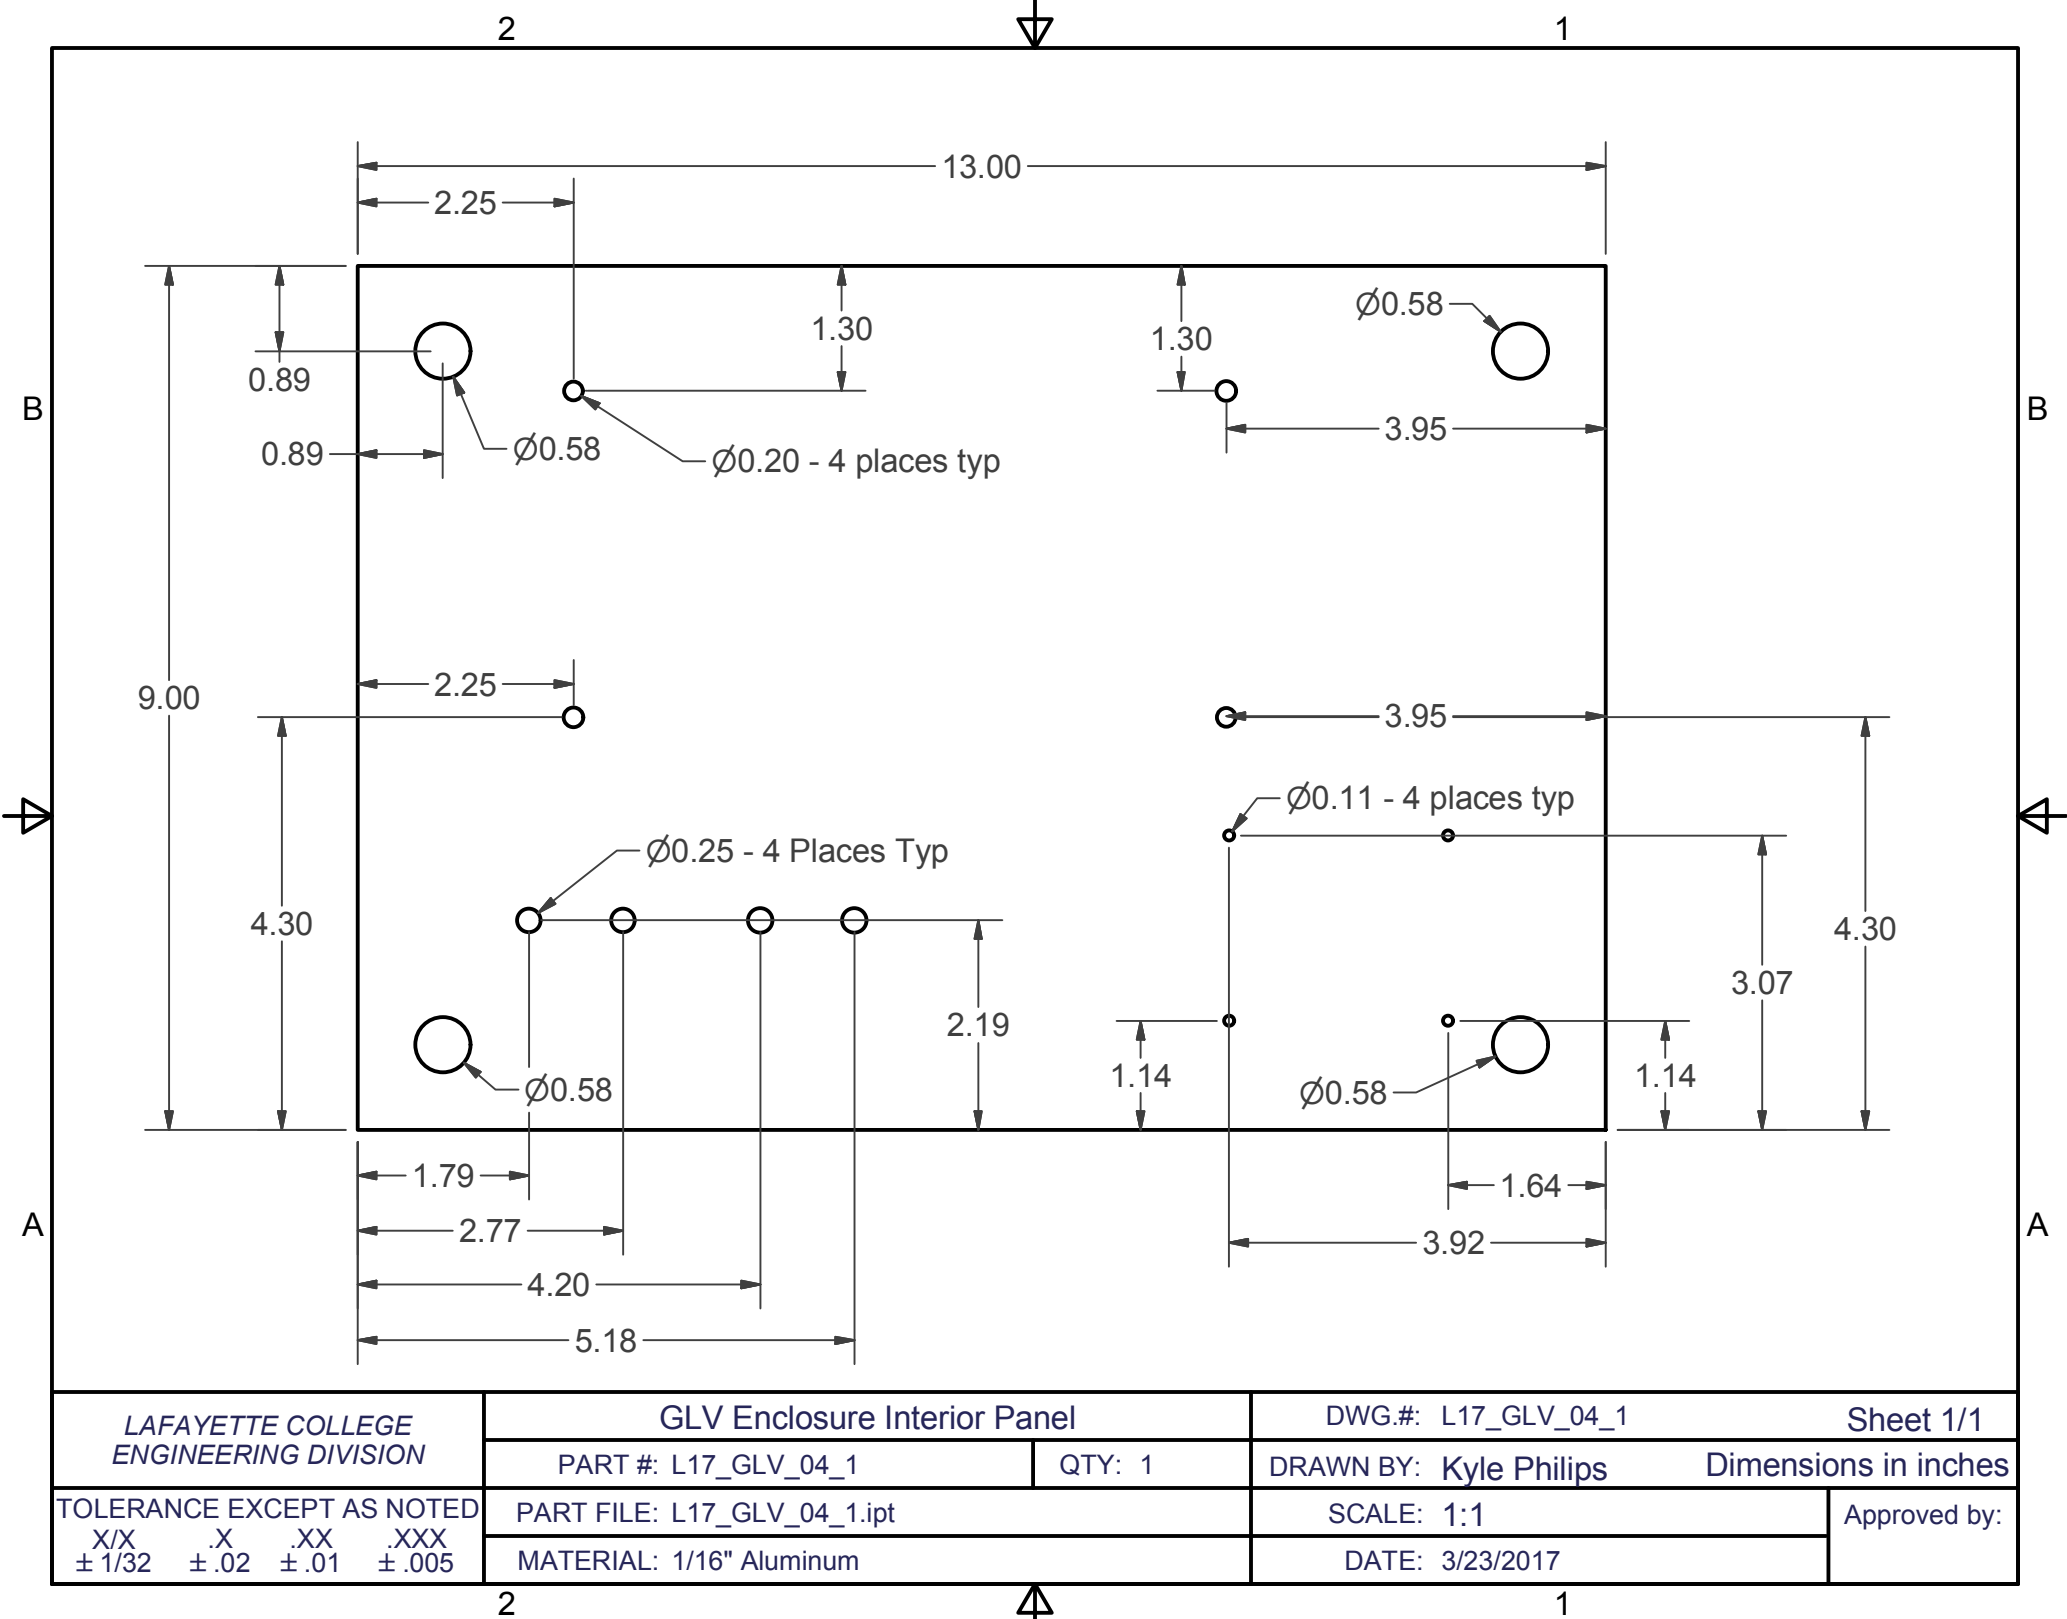 2 1
13.00
2.25
Ø0.58
1.30
1.30
0.89
B B
3.95
0.89
Ø0.58
Ø0.20 - 4 places typ
2.25
9.00
3.95
Ø0.11 - 4 places typ
Ø0.25 - 4 Places Typ
4.30
4.30
3.07
2.19
1.14
1.14
Ø0.58
Ø0.58
1.79
1.64
A A
2.77
3.92
4.20
5.18
LAFAYETTE COLLEGE
ENGINEERING DIVISION
TOLERANCE EXCEPT AS NOTED
X/X .X .XX .XXX
± 1/32 ± .02 ± .01 ± .005
GLV Enclosure Interior Panel
PART #: L17_GLV_04_1 QTY: 1
PART FILE: L17_GLV_04_1.ipt
MATERIAL: 1/16" Aluminum
DWG.#: L17_GLV_04_1 Sheet 1/1
DRAWN BY: Kyle Philips Dimensions in inches
SCALE: 1:1 Approved by:
DATE: 3/23/2017
2 1